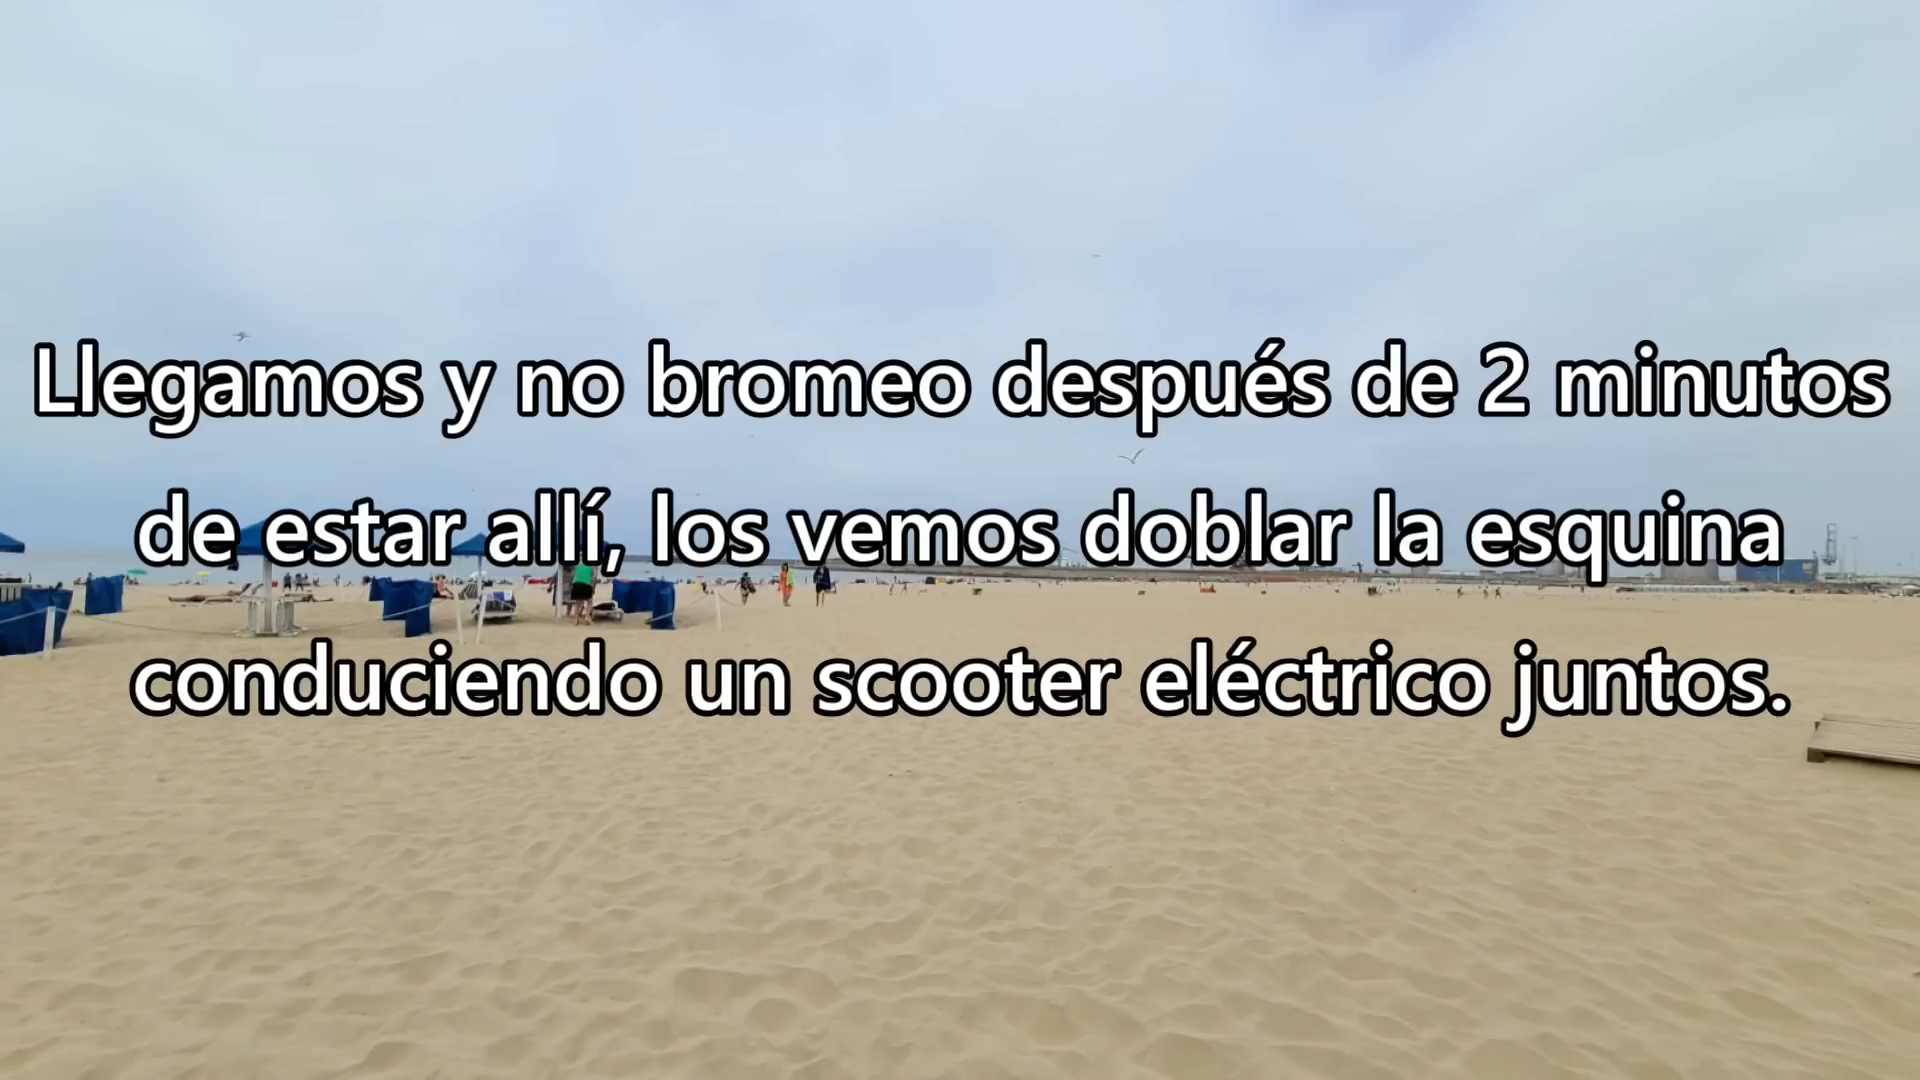 Llegamos y no bromeo después de 2 minutos
de estar allí, los vemos doblar la esquina
conduciendo un scooter eléctrico juntos.